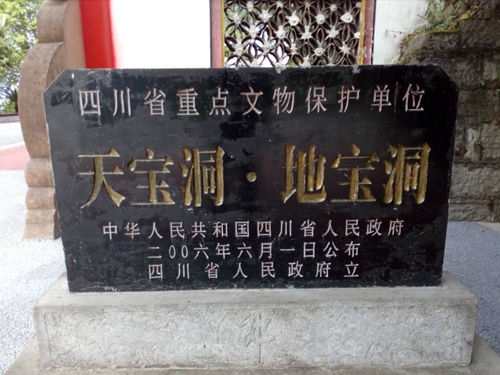 四川省重点文物保护单位
天宝洞·地宝洞
中华人民共和国四川省人民政府
二00六年六月一日公布
四川省人民政府立